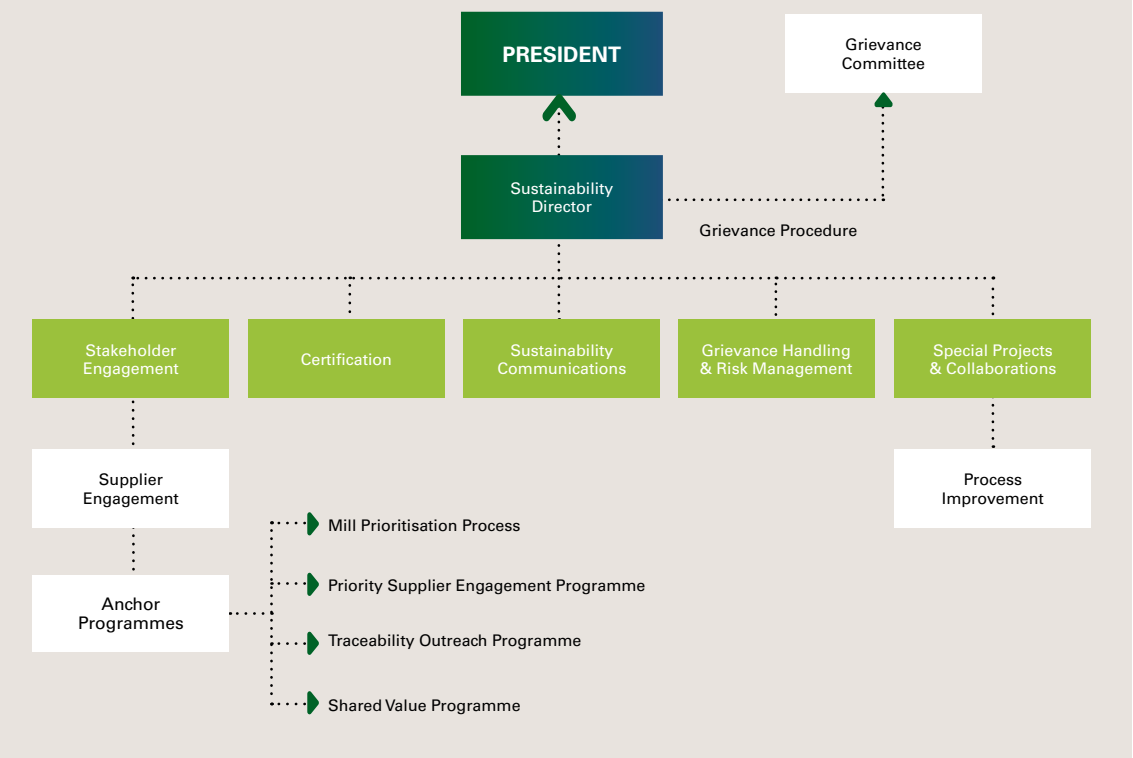 PRESIDENT
Grievance
Committee
Sustainability
Director
Grievance Procedure
Stakeholder
Engagement
Certification
Sustainability
Communications
Grievance Handling
& Risk Management
Special Projects
& Collaborations
Supplier
Engagement
Process
Improvement
Anchor
Programmes
Mill Prioritisation Process
Priority Supplier Engagement Programme
Traceability Outreach Programme
Shared Value Programme